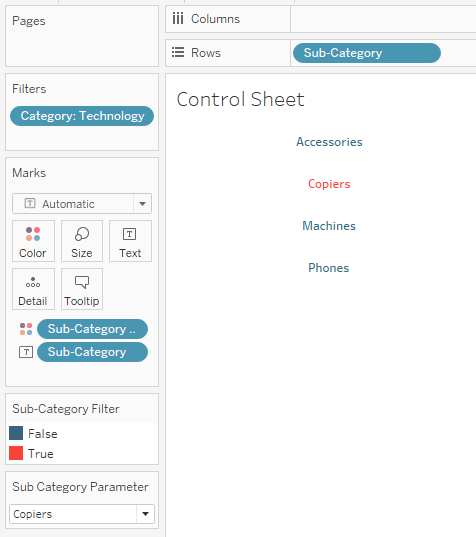 Pages
Columns
Rows
Sub-Category
Filters
Category: Technology
Marks
T Automatic
Color
Size
T Text
Detail
Tooltip
Sub-Category ..
T Sub-Category
Sub-Category Filter
False
True
Sub Category Parameter
Copiers
Control Sheet
Accessories
Copiers
Machines
Phones